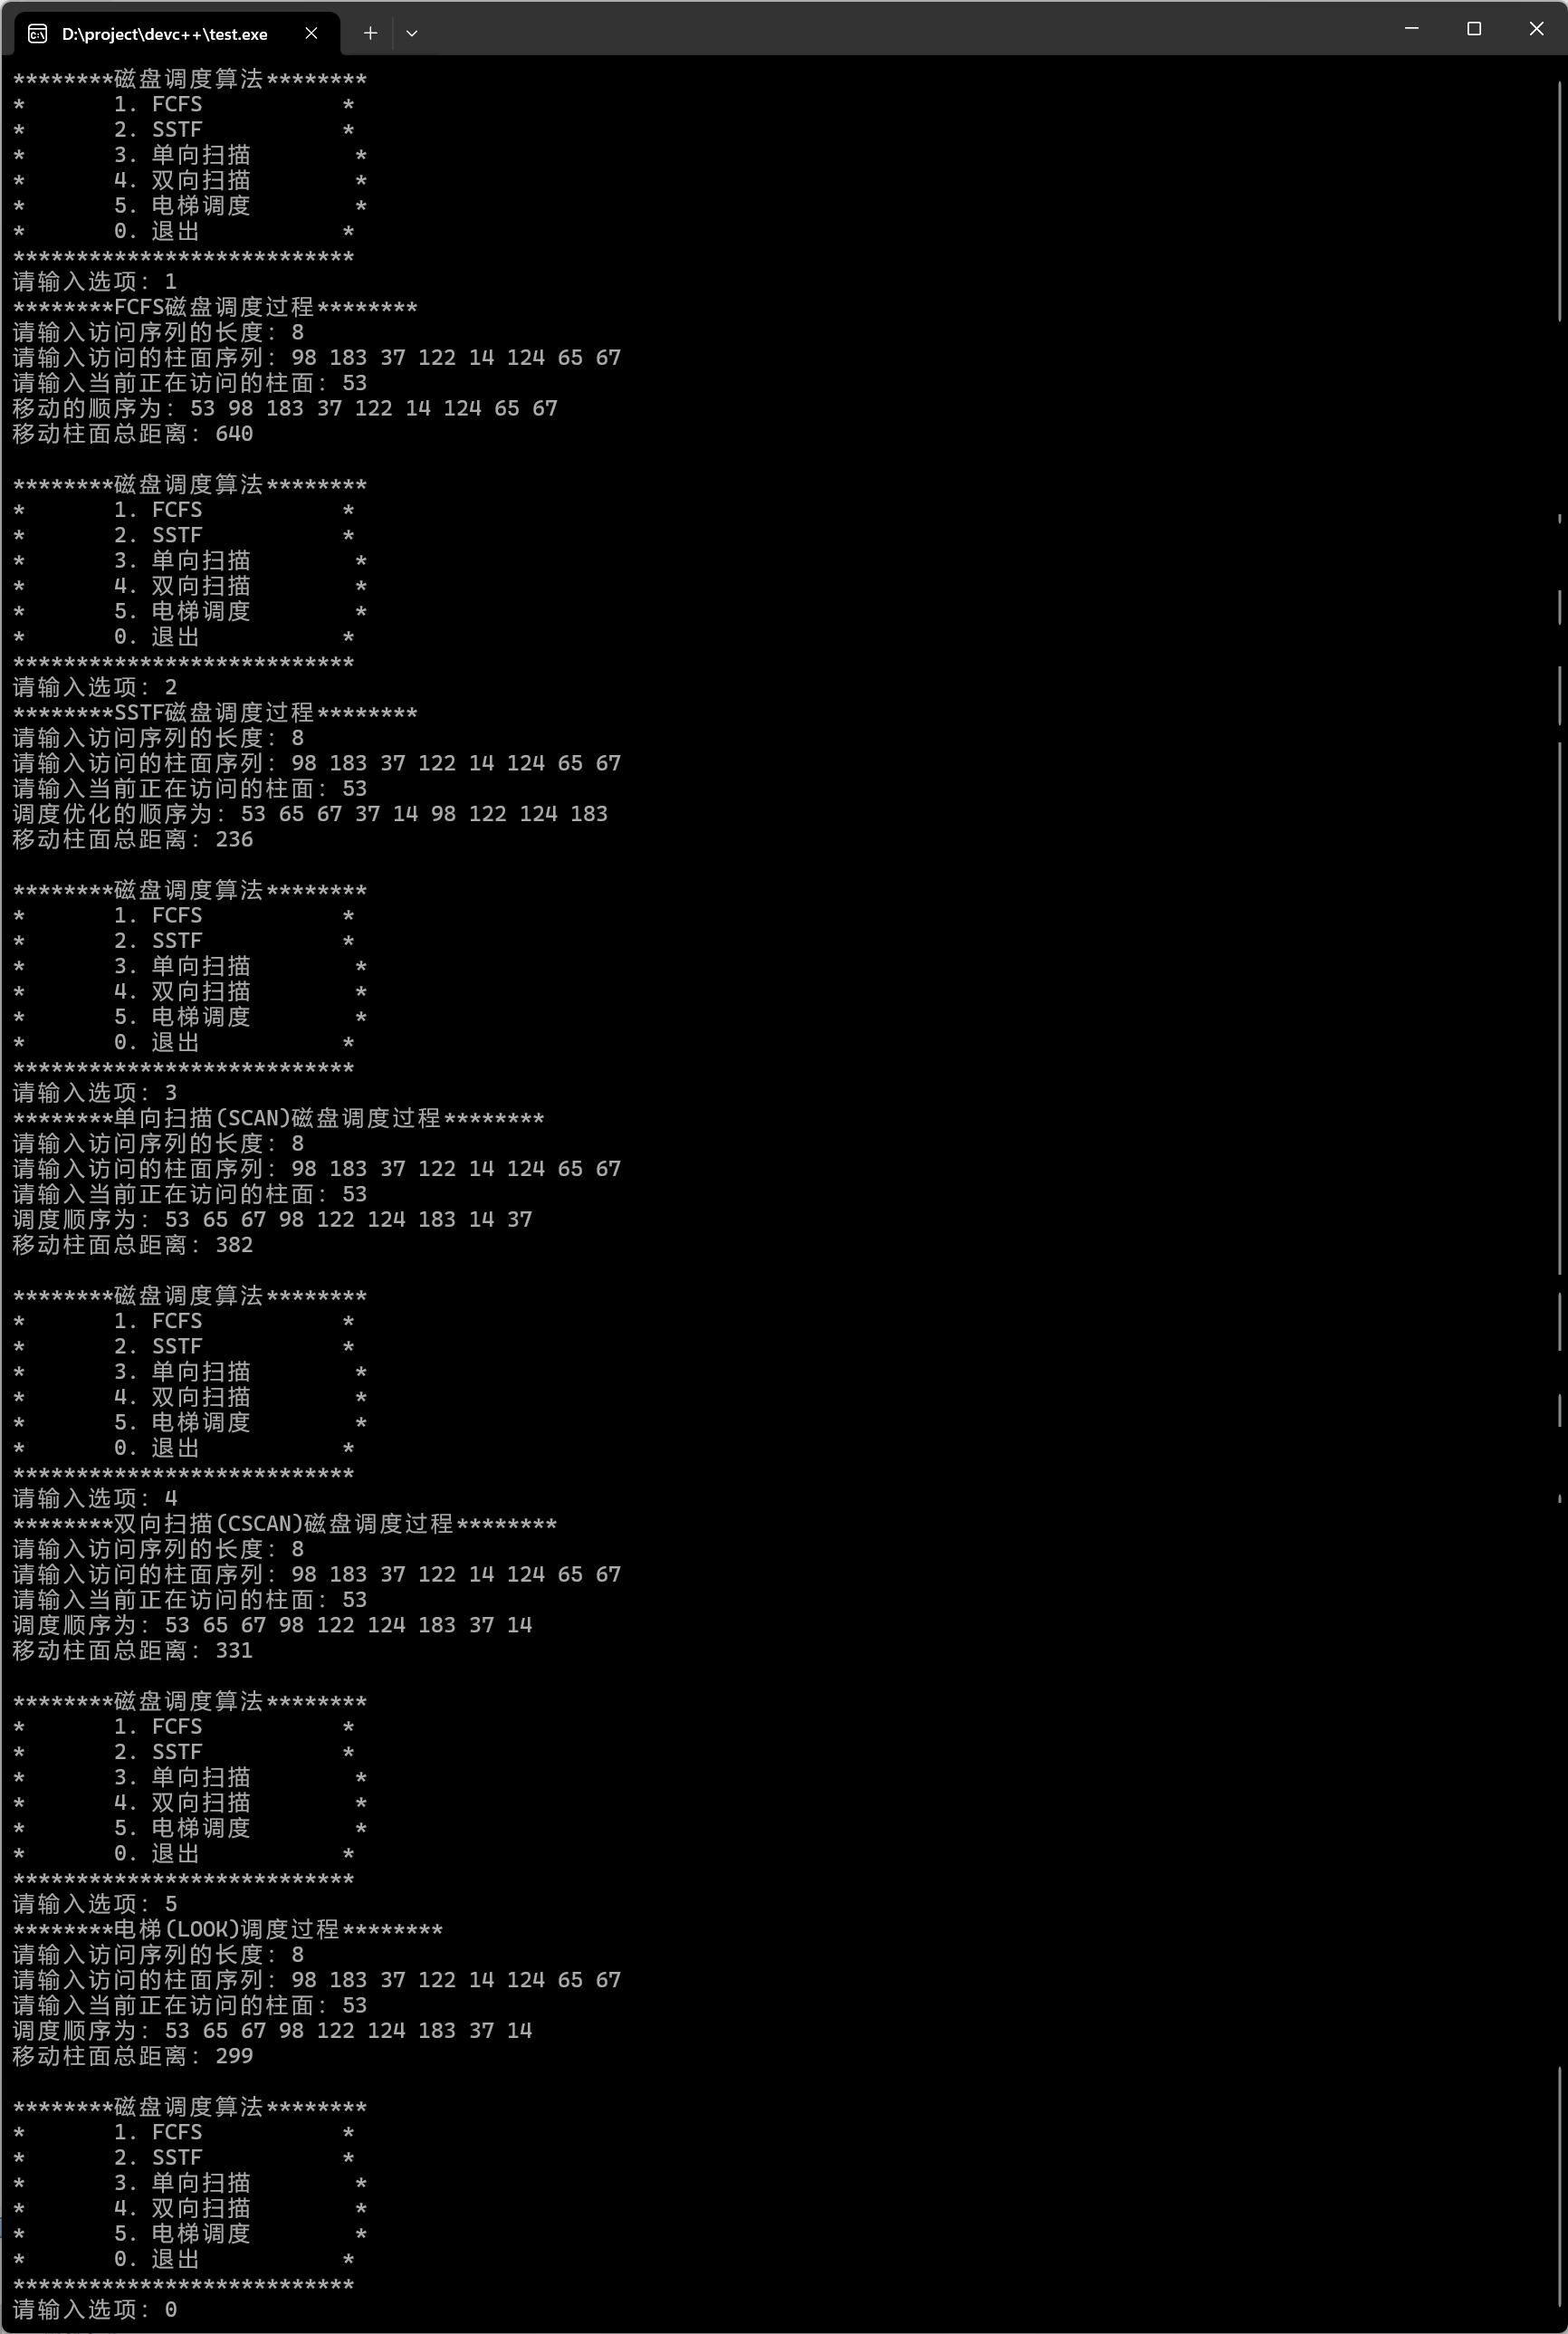 D:\project\devc++\test.exe
********磁盘调度算法********
*       1. FCFS           *
*       2. SSTF           *
*       3. 单向扫描        *
*       4. 双向扫描        *
*       5. 电梯调度        *
*       0. 退出           *
***************************
请输入选项: 1
********FCFS磁盘调度过程********
请输入访问序列的长度: 8
请输入访问的柱面序列: 98 183 37 122 14 124 65 67
请输入当前正在访问的柱面: 53
移动的顺序为: 53 98 183 37 122 14 124 65 67
移动柱面总距离: 640
********磁盘调度算法********
*       1. FCFS           *
*       2. SSTF           *
*       3. 单向扫描        *
*       4. 双向扫描        *
*       5. 电梯调度        *
*       0. 退出           *
***************************
请输入选项: 2
********SSTF磁盘调度过程********
请输入访问序列的长度: 8
请输入访问的柱面序列: 98 183 37 122 14 124 65 67
请输入当前正在访问的柱面: 53
调度优化的顺序为: 53 65 67 37 14 98 122 124 183
移动柱面总距离: 236
********磁盘调度算法********
*       1. FCFS           *
*       2. SSTF           *
*       3. 单向扫描        *
*       4. 双向扫描        *
*       5. 电梯调度        *
*       0. 退出           *
***************************
请输入选项: 3
********单向扫描(SCAN)磁盘调度过程********
请输入访问序列的长度: 8
请输入访问的柱面序列: 98 183 37 122 14 124 65 67
请输入当前正在访问的柱面: 53
调度顺序为: 53 65 67 98 122 124 183 14 37
移动柱面总距离: 382
********磁盘调度算法********
*       1. FCFS           *
*       2. SSTF           *
*       3. 单向扫描        *
*       4. 双向扫描        *
*       5. 电梯调度        *
*       0. 退出           *
***************************
请输入选项: 4
********双向扫描(CSCAN)磁盘调度过程********
请输入访问序列的长度: 8
请输入访问的柱面序列: 98 183 37 122 14 124 65 67
请输入当前正在访问的柱面: 53
调度顺序为: 53 65 67 98 122 124 183 37 14
移动柱面总距离: 331
********磁盘调度算法********
*       1. FCFS           *
*       2. SSTF           *
*       3. 单向扫描        *
*       4. 双向扫描        *
*       5. 电梯调度        *
*       0. 退出           *
***************************
请输入选项: 5
********电梯(LOOK)调度过程********
请输入访问序列的长度: 8
请输入访问的柱面序列: 98 183 37 122 14 124 65 67
请输入当前正在访问的柱面: 53
调度顺序为: 53 65 67 98 122 124 183 37 14
移动柱面总距离: 299
********磁盘调度算法********
*       1. FCFS           *
*       2. SSTF           *
*       3. 单向扫描        *
*       4. 双向扫描        *
*       5. 电梯调度        *
*       0. 退出           *
***************************
请输入选项: 0